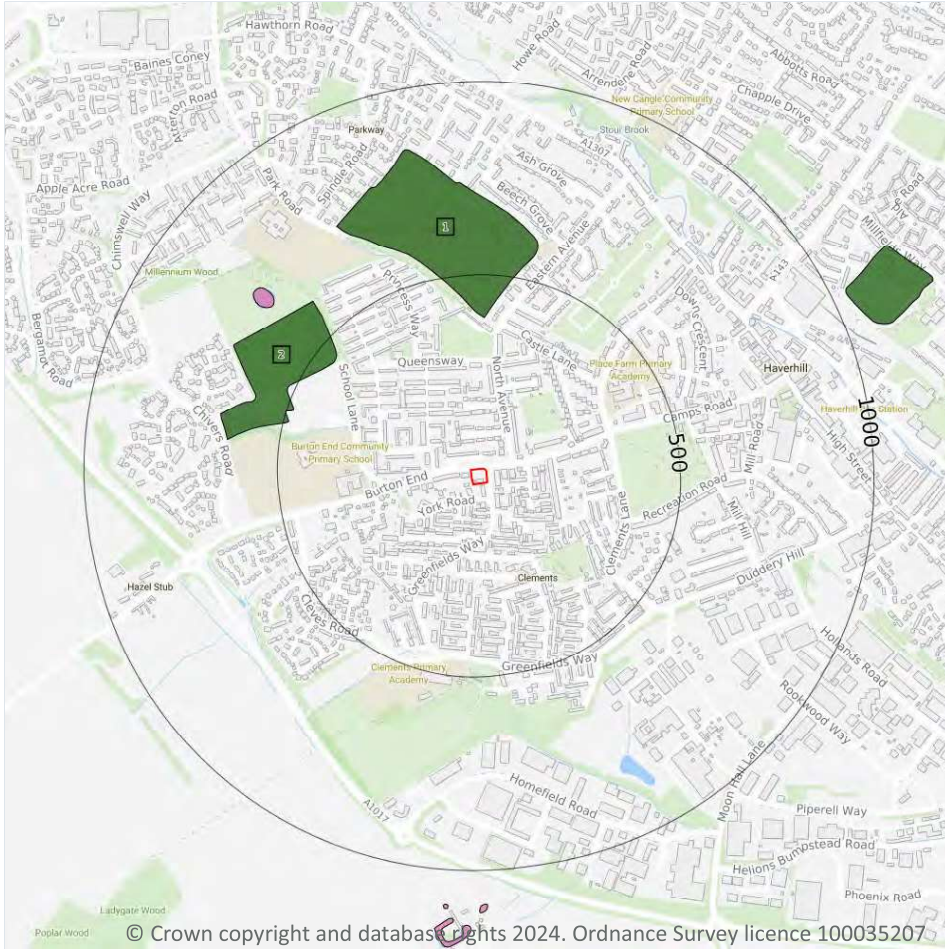 Hawthorn Road
Howe Road
Baines Coney
Abbotts Road
Arrendene Road
Atterton Road
Chapple Drive
New Cangle Community
Primary School
Parkway
Stour Brook
A1307
Spindle Road
Ash Grove
Apple Acre Road
Park Road
Beech Grove
Ace Road
Chimswell Way
1
Eastern Avenue
Millfields Way
Millennium Wood
A143
Princess Way
Downs Crescent
Bergamot Road
2
Castle Lane
Queensway
North Avenue
Place Farm Primary
Academy
Haverhill
School Lane
Chivers Road
Camps Road
1000
Station
Burton End Community
Primary School
500
Mill Road
High Street
Burton End
York Road
Recreation Road
Clements Lane
Mill Hill
Greenfields Way
Duddery Hill
Clements
Hazel Stub
Cleves Road
Hollands Road
Clements Primary
Academy
Greenfields Way
Rookwood Way
Moon Hall Lane
Homefield Road
A1017
Piperell Way
Helions Bumpstead Road
Phoenix Road
Ladygate Wood
Poplar Wood
© Crown copyright and database rights 2024. Ordnance Survey licence 100035207